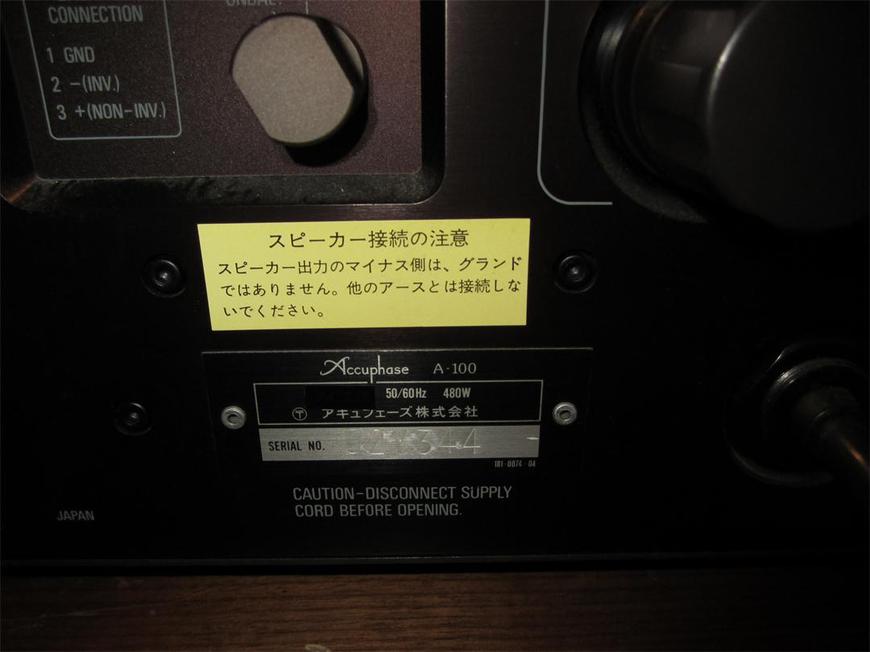 CONNECTION
1 GND
2 -(INV.)
3 +(NON-INV.)
スピーカー接続の注意
スピーカー出力のマイナス側は、グランド
ではありません。他のアースとは接続しな
いでください。
Accuphase A-100
50/60Hz 480W
〒 アキュフェーズ株式会社
SERIAL NO.
CAUTION-DISCONNECT SUPPLY
CORD BEFORE OPENING.
JAPAN